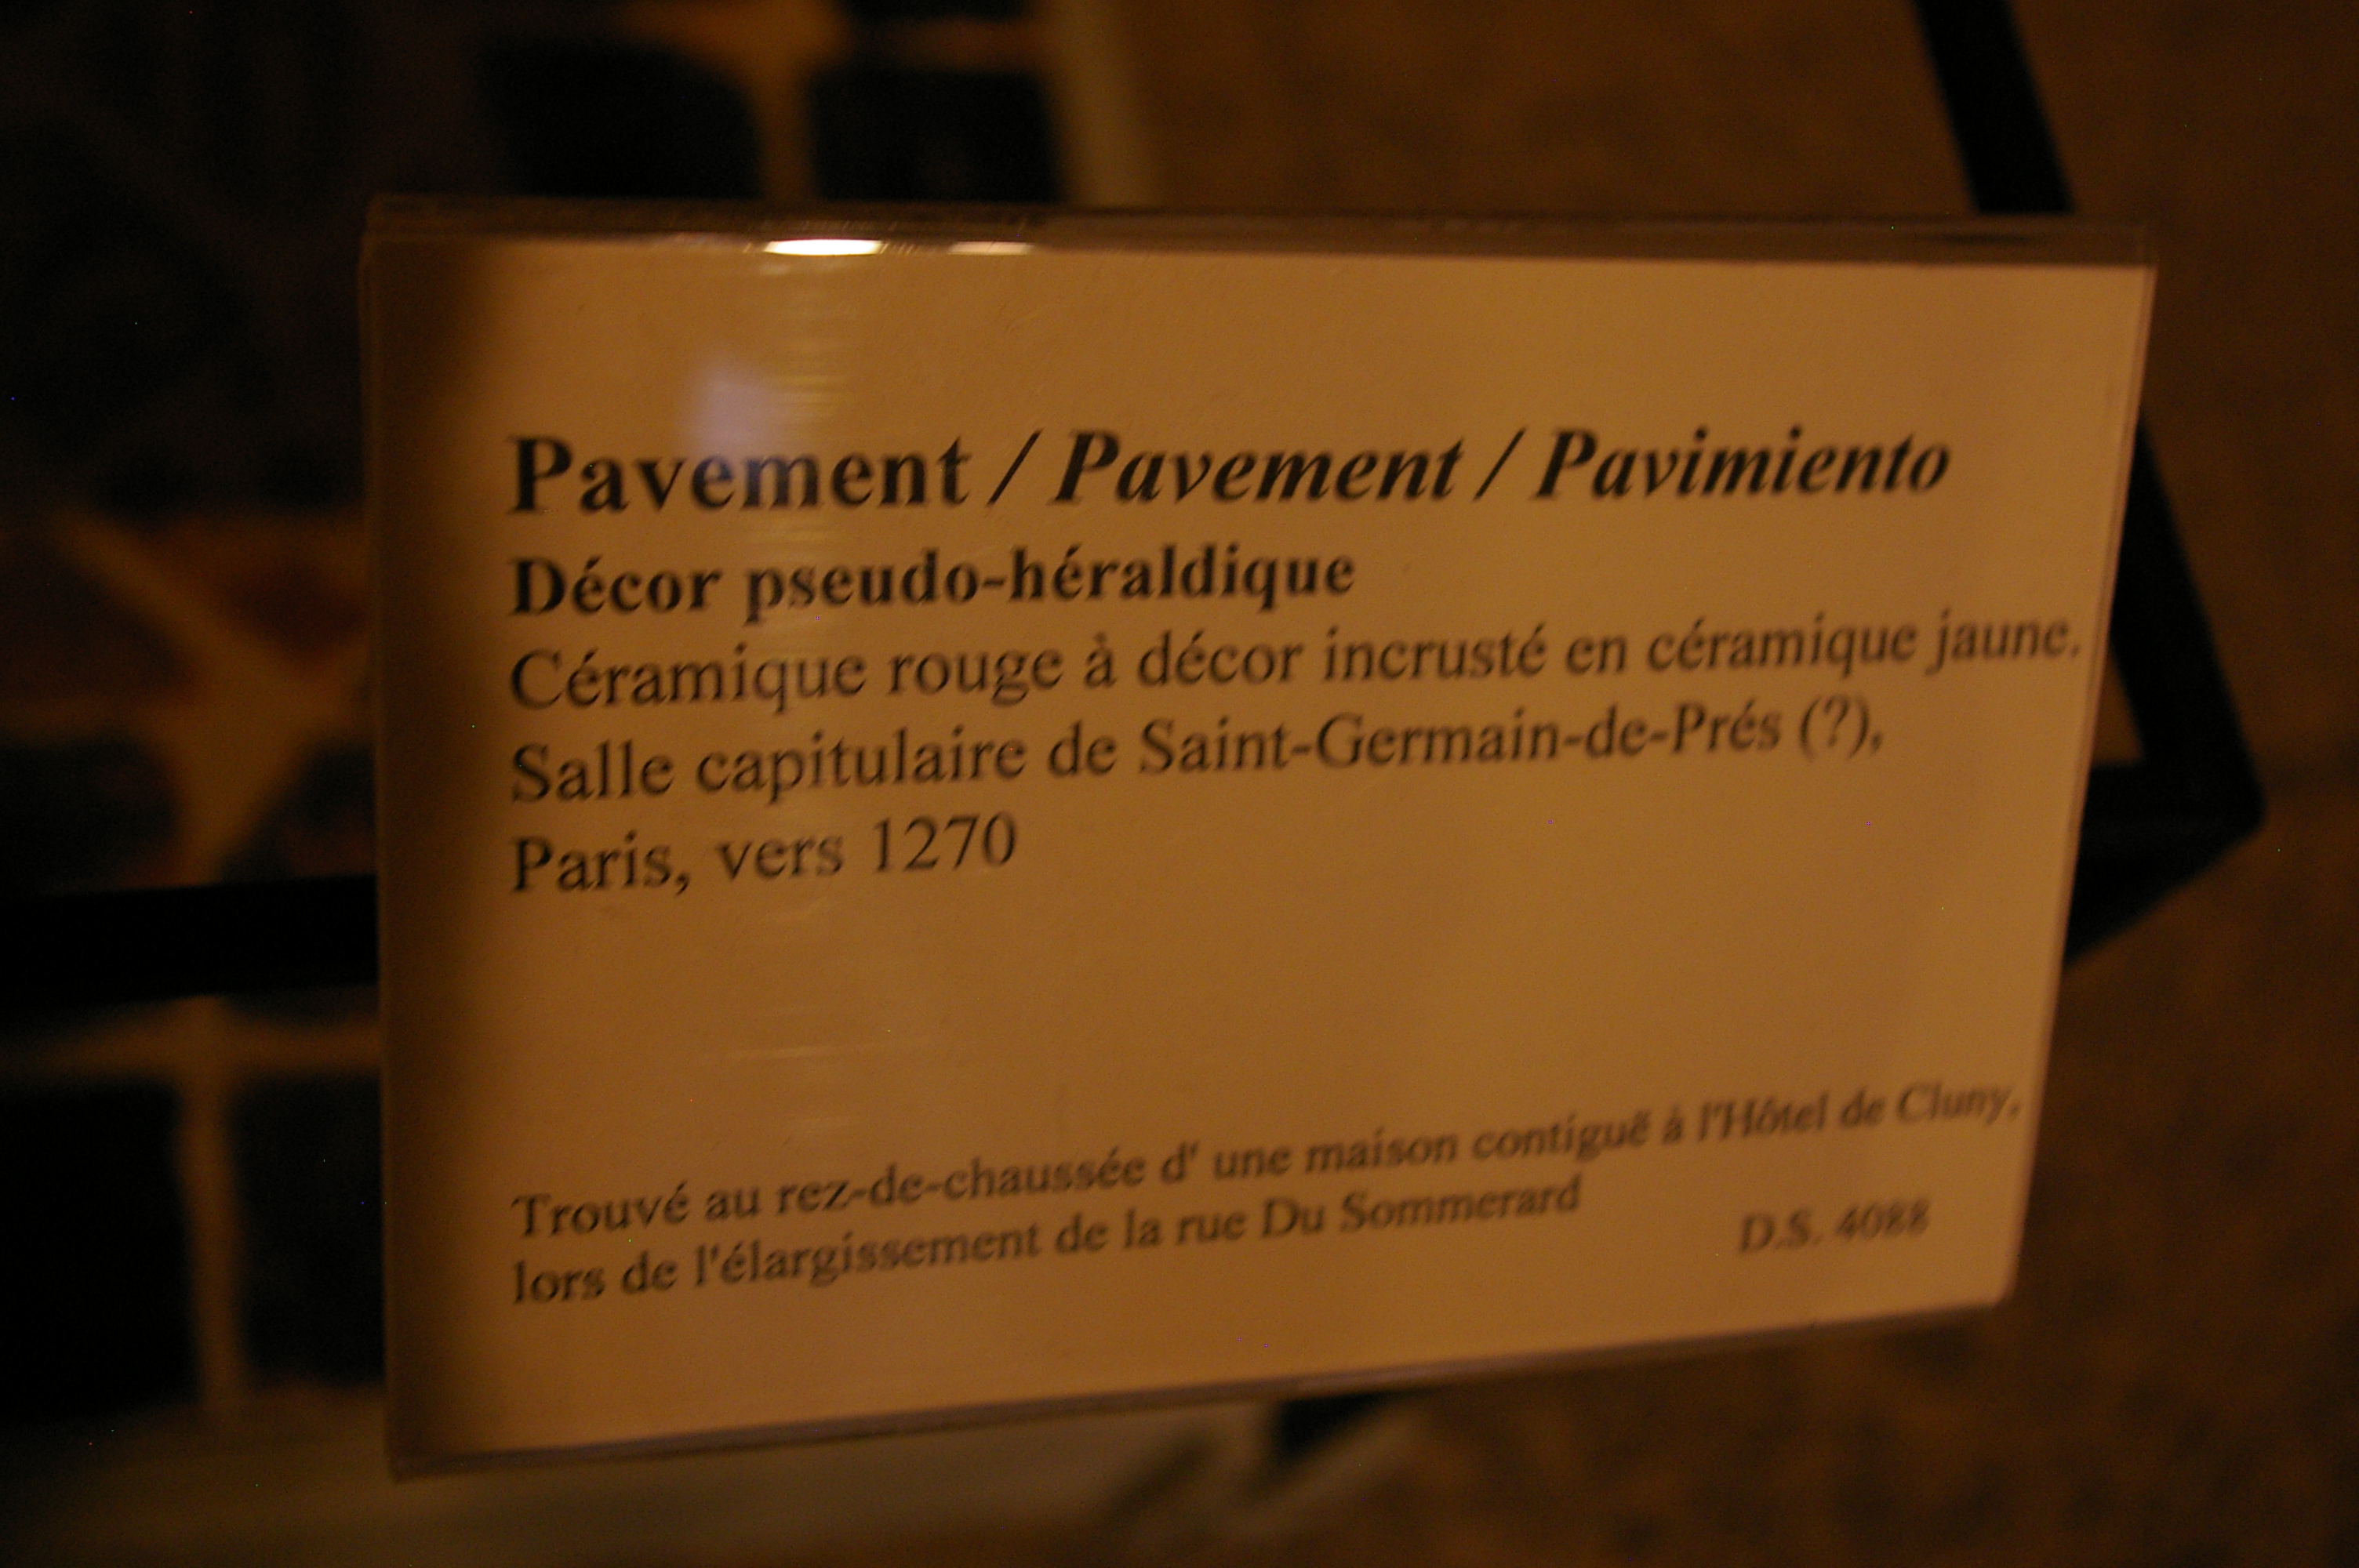 Pavement / Pavement / Pavimiento
Décor pseudo-héraldique
Céramique rouge à décor incrusté en céramique jaune.
Salle capitulaire de Saint-Germain-de-Prés (?),
Paris, vers 1270
Trouvé au rez-de-chaussée d' une maison contiguë à l'Hôtel de Cluny,
lors de l'élargissement de la rue Du Sommerard
D.S. 4088